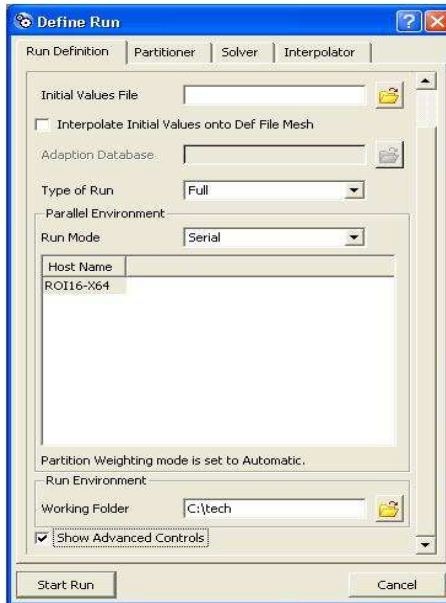 Define Run
Run Definition Partitioner Solver Interpolator
Initial Values File
Interpolate Initial Values onto Def File Mesh
Adaption Database
Type of Run Full
Parallel Environment
Run Mode Serial
Host Name
ROI16-X64
Partition Weighting mode is set to Automatic.
Run Environment
Working Folder C:\tech
Show Advanced Controls
Start Run Cancel